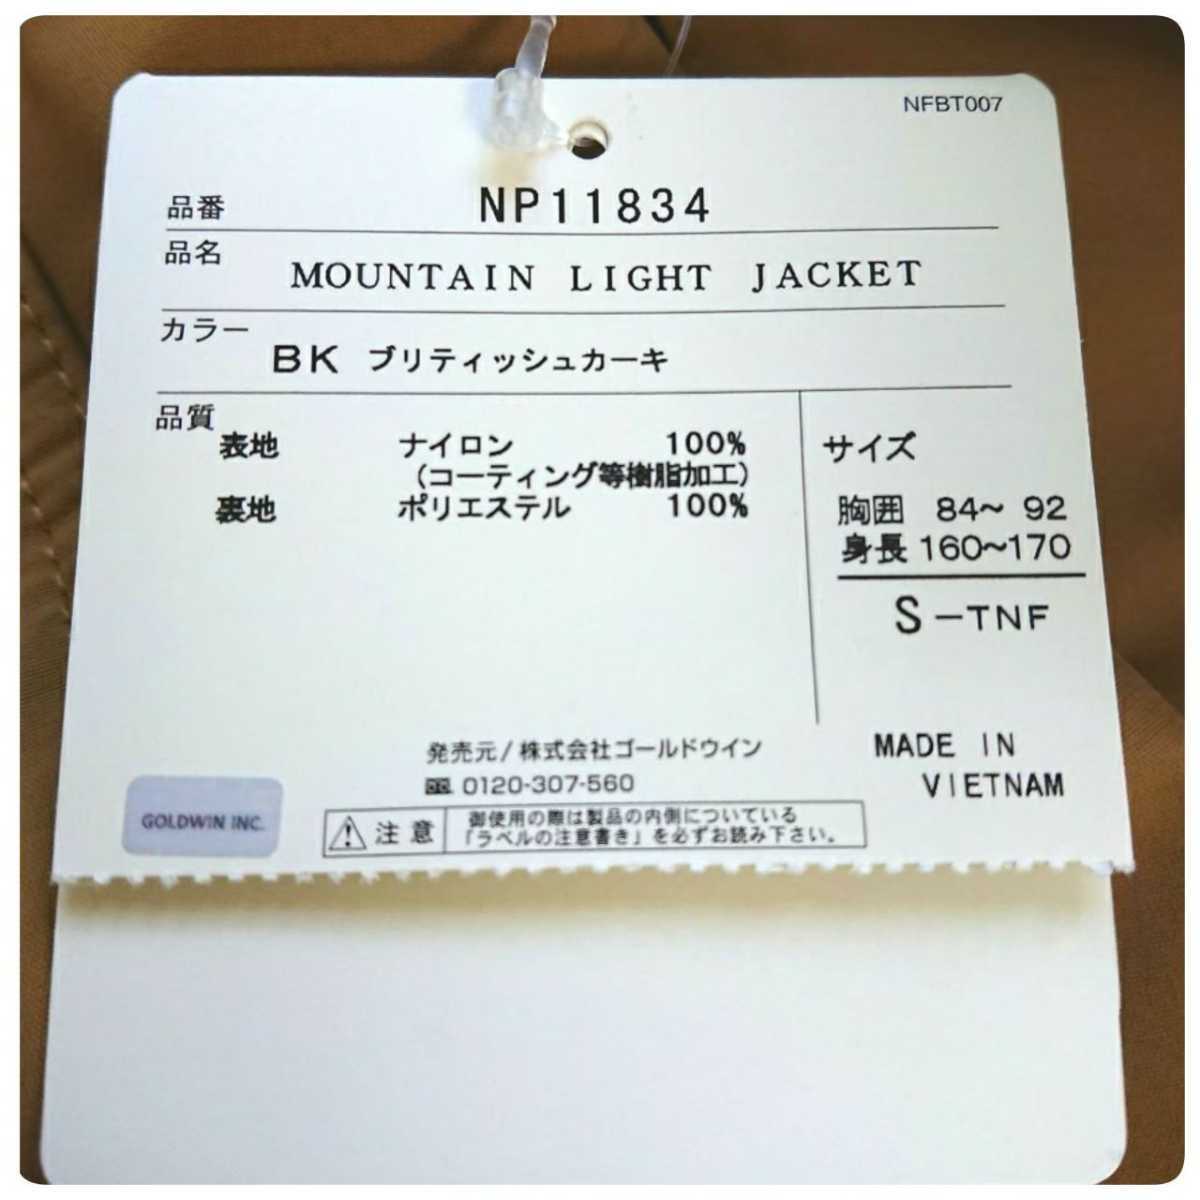 NFBT007
品番 NP11834
品名 MOUNTAIN LIGHT JACKET
カラー BK ブリティッシュカーキ
品質
表地 ナイロン 100%
(コーティング等樹脂加工)
裏地 ポリエステル 100%
サイズ
胸囲 84〜 92
身長 160〜170
S-TNF
発売元/株式会社ゴールドウイン
0120-307-560
MADE IN
VIETNAM
GOLDWIN INC.
注意
御使用の際は製品の内側についている
「ラベルの注意書き」を必ずお読み下さい。